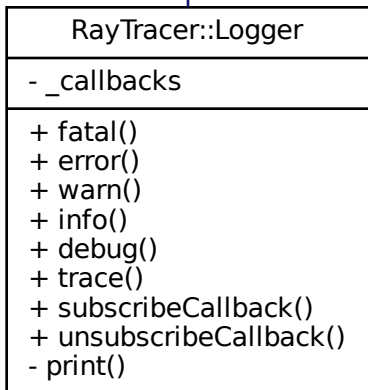 RayTracer::Logger
- _callbacks
+ fatal()
+ error()
+ warn()
+ info()
+ debug()
+ trace()
+ subscribeCallback()
+ unsubscribeCallback()
- print()